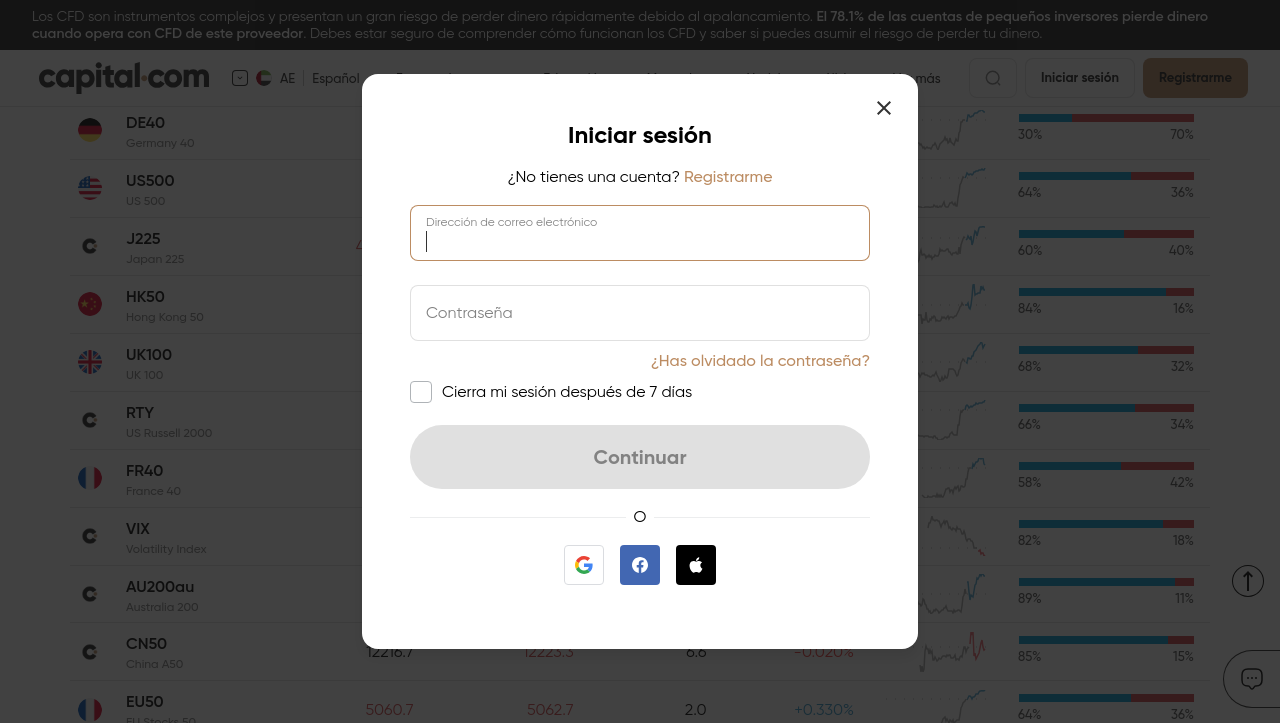 Los CFD son instrumentos complejos y presentan un gran riesgo de perder dinero rápidamente debido al apalancamiento. El 78.1% de las cuentas de pequeños inversores pierde dinero
cuando opera con CFD de este proveedor. Debes estar seguro de comprender cómo funcionan los CFD y saber si puedes asumir el riesgo de perder tu dinero.
capital.com AE Español más Iniciar sesión Registrarme
Iniciar sesión
¿No tienes una cuenta? Registrarme
Dirección de correo electrónico
Contraseña
¿Has olvidado la contraseña?
Cierra mi sesión después de 7 días
Continuar
O
DE40
Germany 40
30% 70%
US500
US 500
64% 36%
J225
Japan 225
60% 40%
HK50
Hong Kong 50
84% 16%
UK100
UK 100
68% 32%
RTY
US Russell 2000
66% 34%
FR40
France 40
58% 42%
VIX
Volatility Index
82% 18%
AU200au
Australia 200
89% 11%
CN50
China A50
12216.7 12223.3 6.6 -0.020%
85% 15%
EU50
EU Stocks 50
5060.7 5062.7 2.0 +0.330%
64% 36%